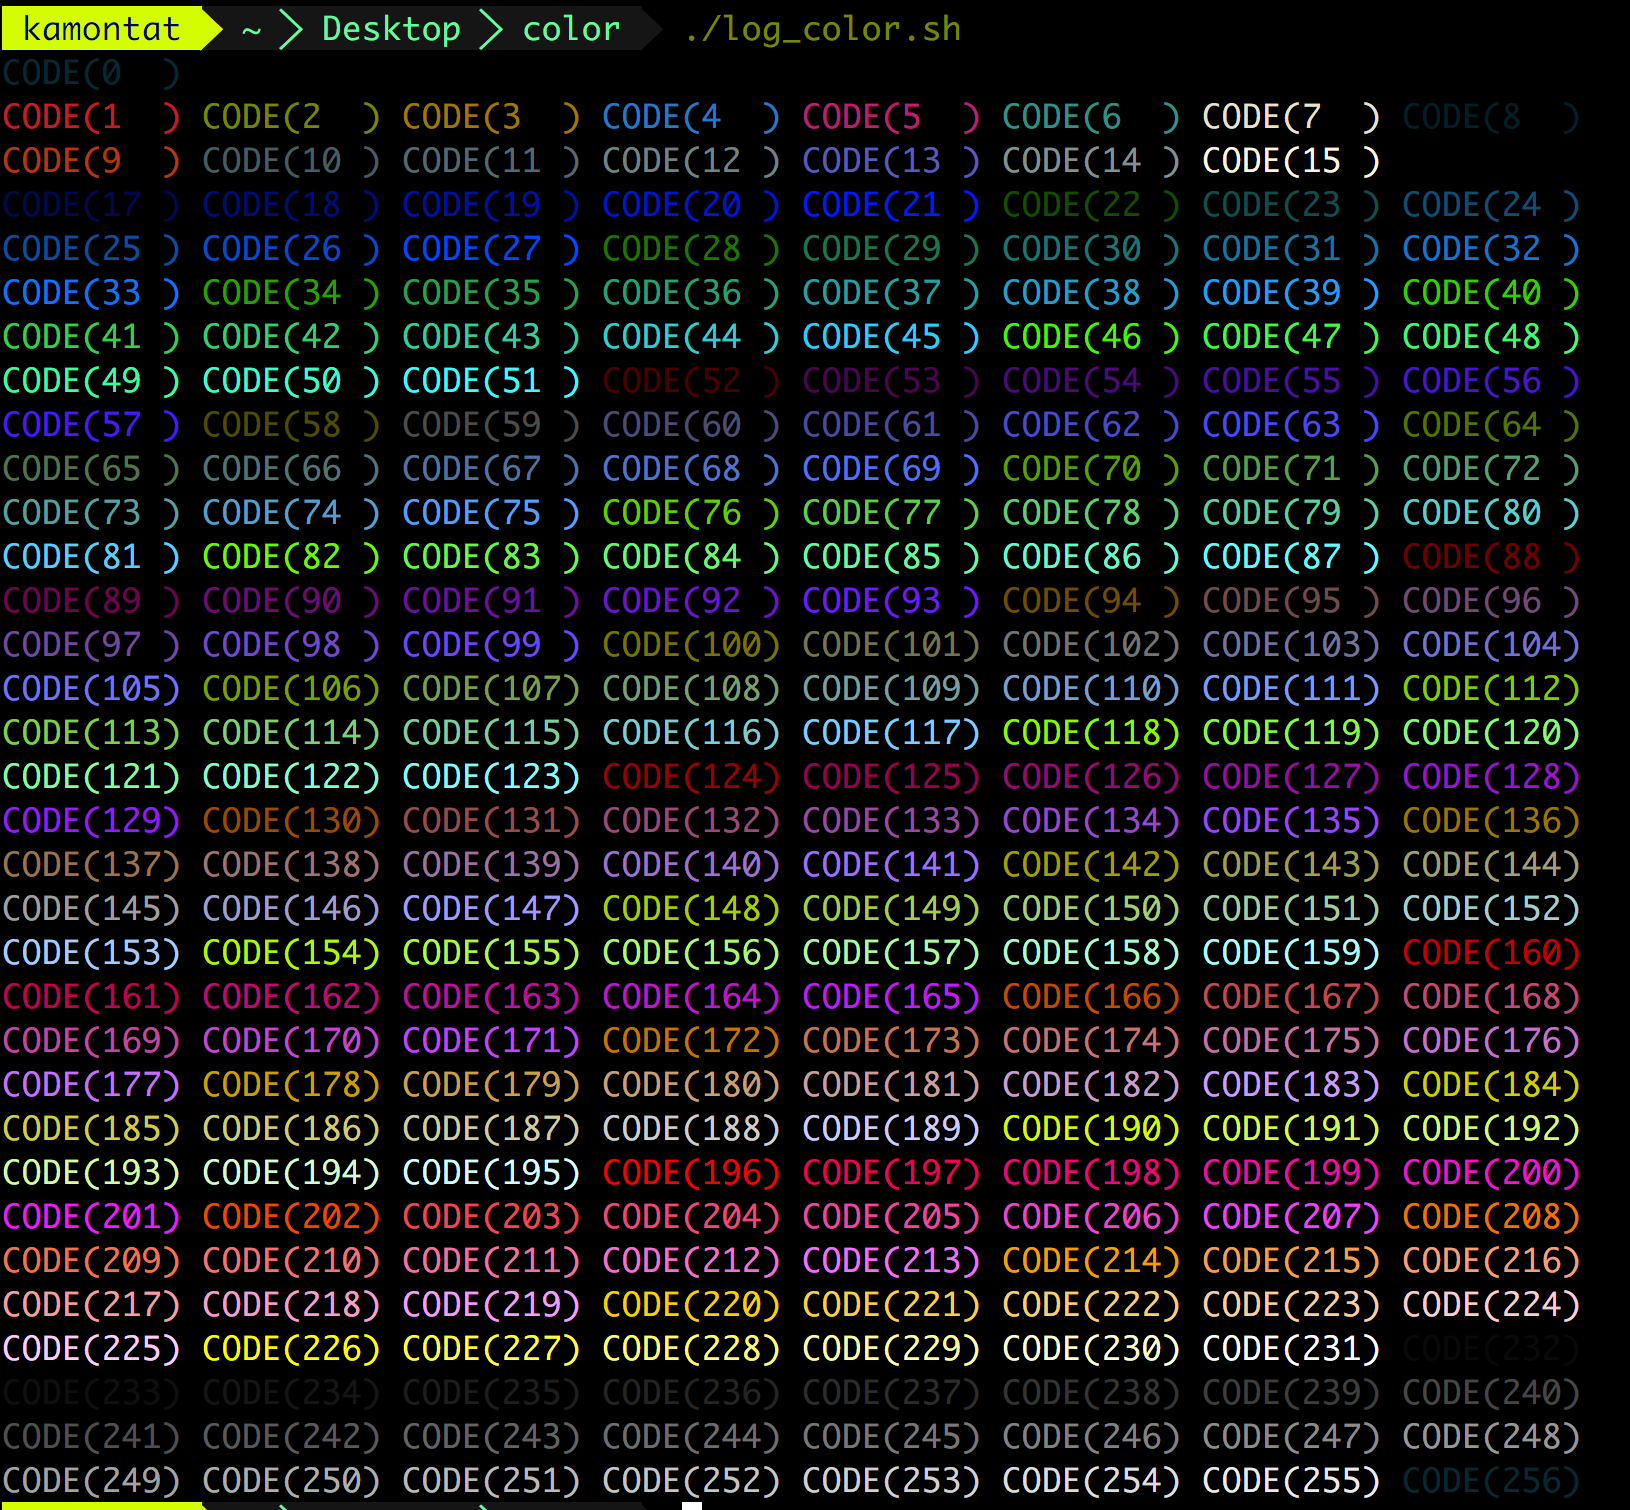 kamontat ~ Desktop color ./log_color.sh
CODE(0  )
CODE(1  ) CODE(2  ) CODE(3  ) CODE(4  ) CODE(5  ) CODE(6  ) CODE(7  ) CODE(8  )
CODE(9  ) CODE(10 ) CODE(11 ) CODE(12 ) CODE(13 ) CODE(14 ) CODE(15 )
CODE(17 ) CODE(18 ) CODE(19 ) CODE(20 ) CODE(21 ) CODE(22 ) CODE(23 ) CODE(24 )
CODE(25 ) CODE(26 ) CODE(27 ) CODE(28 ) CODE(29 ) CODE(30 ) CODE(31 ) CODE(32 )
CODE(33 ) CODE(34 ) CODE(35 ) CODE(36 ) CODE(37 ) CODE(38 ) CODE(39 ) CODE(40 )
CODE(41 ) CODE(42 ) CODE(43 ) CODE(44 ) CODE(45 ) CODE(46 ) CODE(47 ) CODE(48 )
CODE(49 ) CODE(50 ) CODE(51 ) CODE(52 ) CODE(53 ) CODE(54 ) CODE(55 ) CODE(56 )
CODE(57 ) CODE(58 ) CODE(59 ) CODE(60 ) CODE(61 ) CODE(62 ) CODE(63 ) CODE(64 )
CODE(65 ) CODE(66 ) CODE(67 ) CODE(68 ) CODE(69 ) CODE(70 ) CODE(71 ) CODE(72 )
CODE(73 ) CODE(74 ) CODE(75 ) CODE(76 ) CODE(77 ) CODE(78 ) CODE(79 ) CODE(80 )
CODE(81 ) CODE(82 ) CODE(83 ) CODE(84 ) CODE(85 ) CODE(86 ) CODE(87 ) CODE(88 )
CODE(89 ) CODE(90 ) CODE(91 ) CODE(92 ) CODE(93 ) CODE(94 ) CODE(95 ) CODE(96 )
CODE(97 ) CODE(98 ) CODE(99 ) CODE(100) CODE(101) CODE(102) CODE(103) CODE(104)
CODE(105) CODE(106) CODE(107) CODE(108) CODE(109) CODE(110) CODE(111) CODE(112)
CODE(113) CODE(114) CODE(115) CODE(116) CODE(117) CODE(118) CODE(119) CODE(120)
CODE(121) CODE(122) CODE(123) CODE(124) CODE(125) CODE(126) CODE(127) CODE(128)
CODE(129) CODE(130) CODE(131) CODE(132) CODE(133) CODE(134) CODE(135) CODE(136)
CODE(137) CODE(138) CODE(139) CODE(140) CODE(141) CODE(142) CODE(143) CODE(144)
CODE(145) CODE(146) CODE(147) CODE(148) CODE(149) CODE(150) CODE(151) CODE(152)
CODE(153) CODE(154) CODE(155) CODE(156) CODE(157) CODE(158) CODE(159) CODE(160)
CODE(161) CODE(162) CODE(163) CODE(164) CODE(165) CODE(166) CODE(167) CODE(168)
CODE(169) CODE(170) CODE(171) CODE(172) CODE(173) CODE(174) CODE(175) CODE(176)
CODE(177) CODE(178) CODE(179) CODE(180) CODE(181) CODE(182) CODE(183) CODE(184)
CODE(185) CODE(186) CODE(187) CODE(188) CODE(189) CODE(190) CODE(191) CODE(192)
CODE(193) CODE(194) CODE(195) CODE(196) CODE(197) CODE(198) CODE(199) CODE(200)
CODE(201) CODE(202) CODE(203) CODE(204) CODE(205) CODE(206) CODE(207) CODE(208)
CODE(209) CODE(210) CODE(211) CODE(212) CODE(213) CODE(214) CODE(215) CODE(216)
CODE(217) CODE(218) CODE(219) CODE(220) CODE(221) CODE(222) CODE(223) CODE(224)
CODE(225) CODE(226) CODE(227) CODE(228) CODE(229) CODE(230) CODE(231) CODE(232)
CODE(233) CODE(234) CODE(235) CODE(236) CODE(237) CODE(238) CODE(239) CODE(240)
CODE(241) CODE(242) CODE(243) CODE(244) CODE(245) CODE(246) CODE(247) CODE(248)
CODE(249) CODE(250) CODE(251) CODE(252) CODE(253) CODE(254) CODE(255) CODE(256)